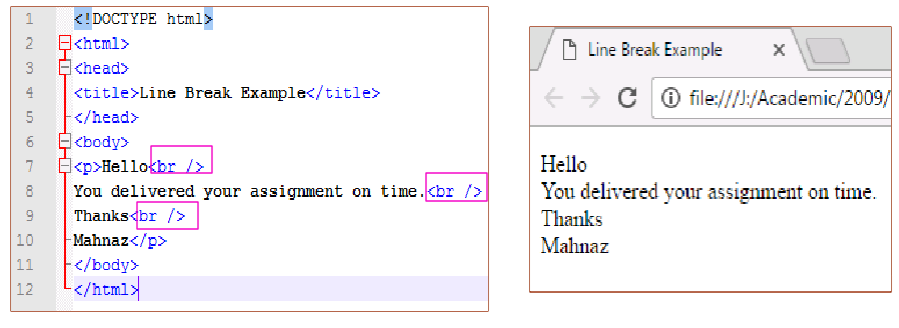 1 <!DOCTYPE html>
2 <html>
3 <head>
4 <title>Line Break Example</title>
5 </head>
6 <body>
7 <p>Hello<br />
8 You delivered your assignment on time.<br />
9 Thanks<br />
10 Mahnaz</p>
11 </body>
12 </html>
Line Break Example
file:///J:/Academic/2009/
Hello
You delivered your assignment on time.
Thanks
Mahnaz